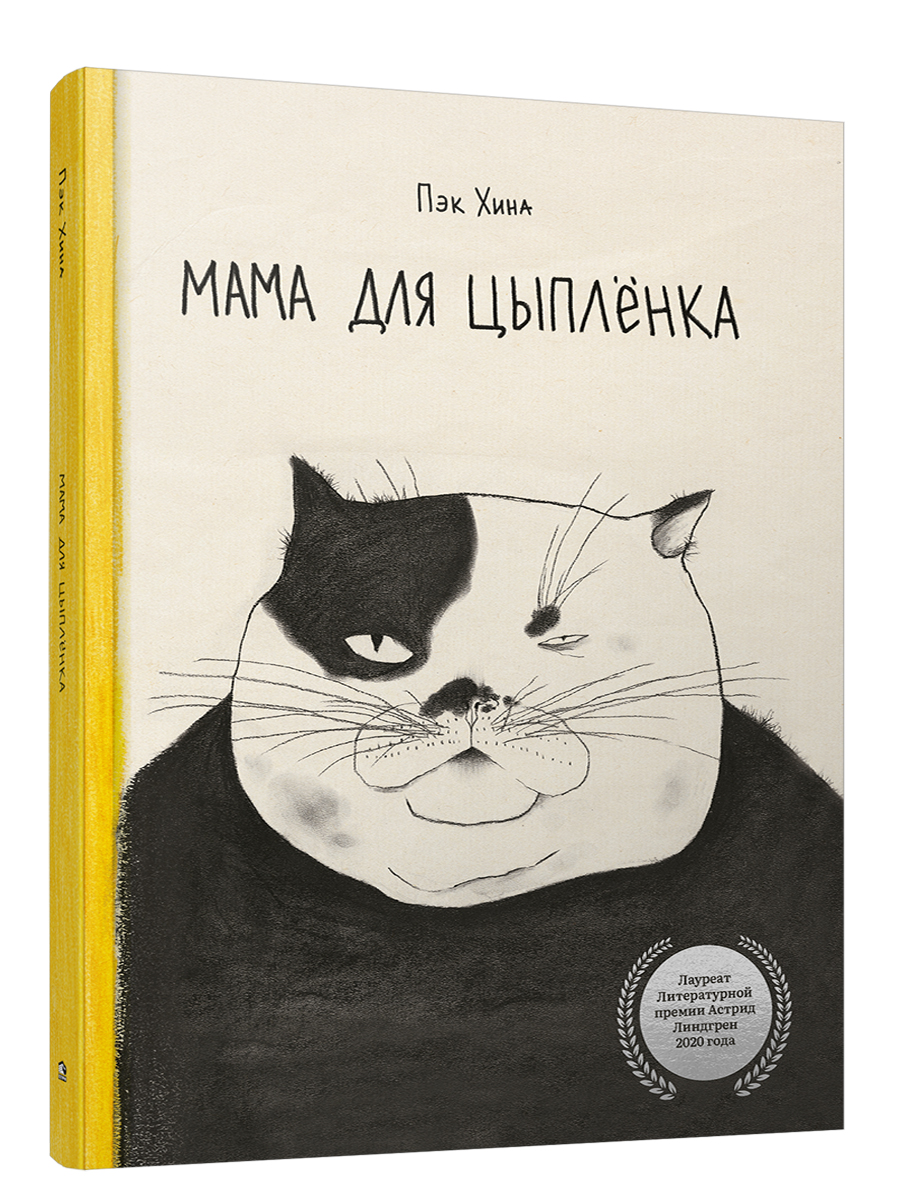 Пэк Хина
МАМА ДЛЯ ЦЫПЛЁНКА
Пэк Хина
МАМА ДЛЯ ЦЫПЛЁНКА
Лауреат
Литературной
премии Астрид
Линдгрен
2020 года